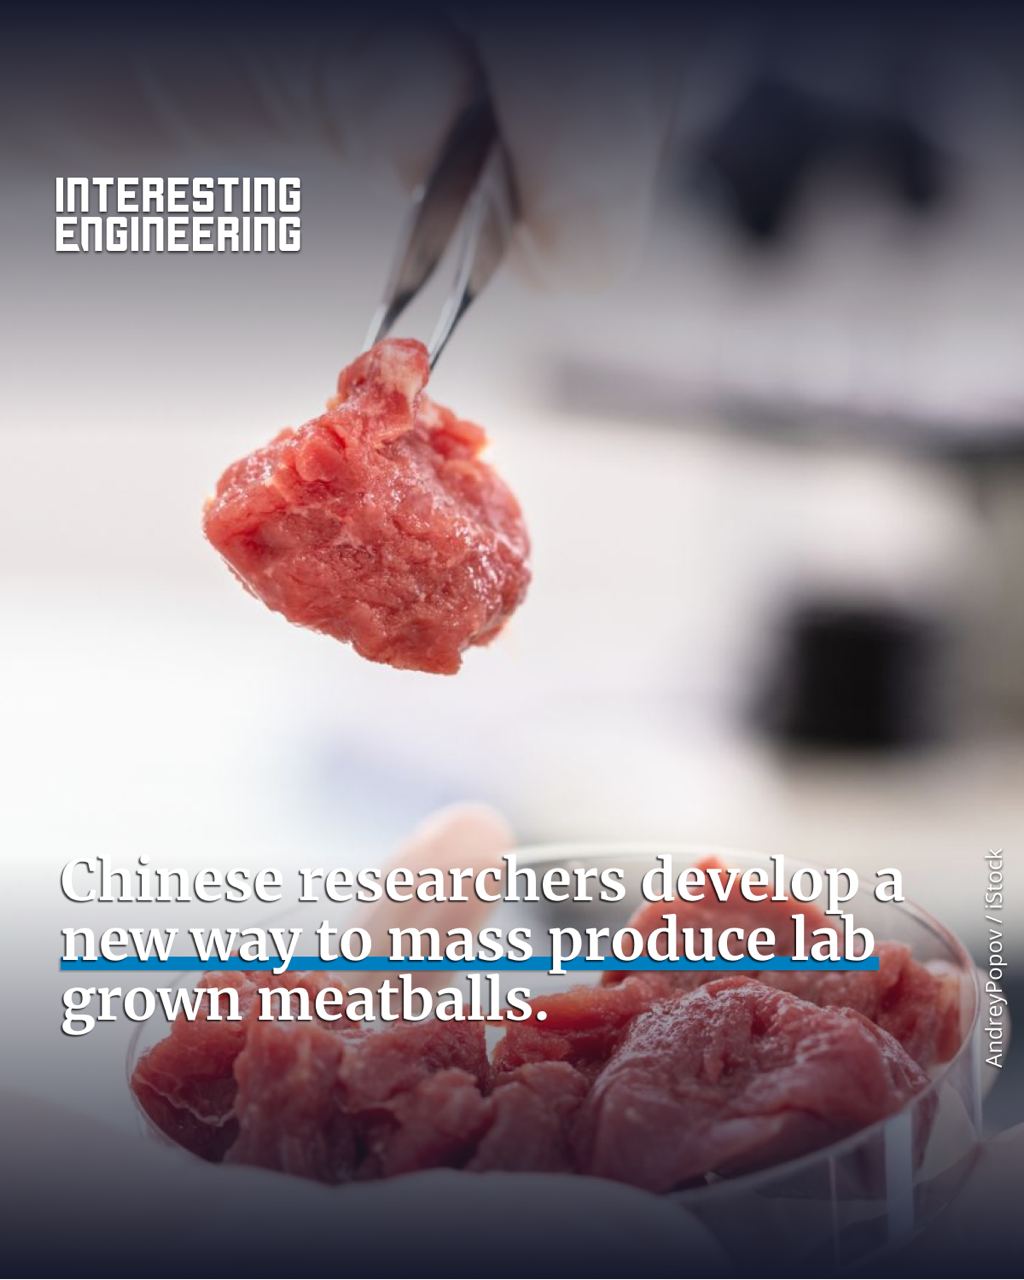 INTERESTING
ENGINEERING
Chinese researchers develop a
new way to mass produce lab
grown meatballs.
AndreyPopov / iStock